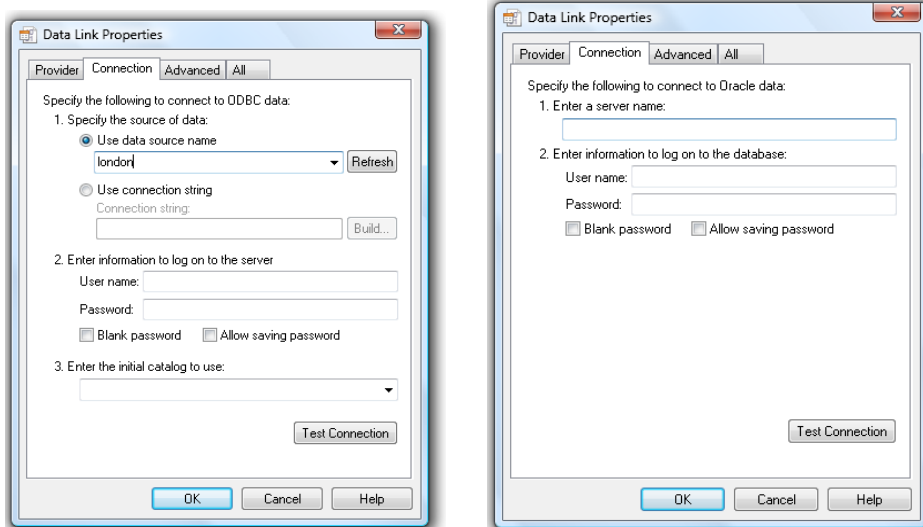 Data Link Properties
Provider Connection Advanced All
Specify the following to connect to ODBC data:
1. Specify the source of data:
Use data source name
london Refresh
Use connection string
Connection string:
Build...
2. Enter information to log on to the server
User name:
Password:
Blank password Allow saving password
3. Enter the initial catalog to use:
Test Connection
OK Cancel Help
Data Link Properties
Provider Connection Advanced All
Specify the following to connect to Oracle data:
1. Enter a server name:
2. Enter information to log on to the database:
User name:
Password:
Blank password Allow saving password
Test Connection
OK Cancel Help